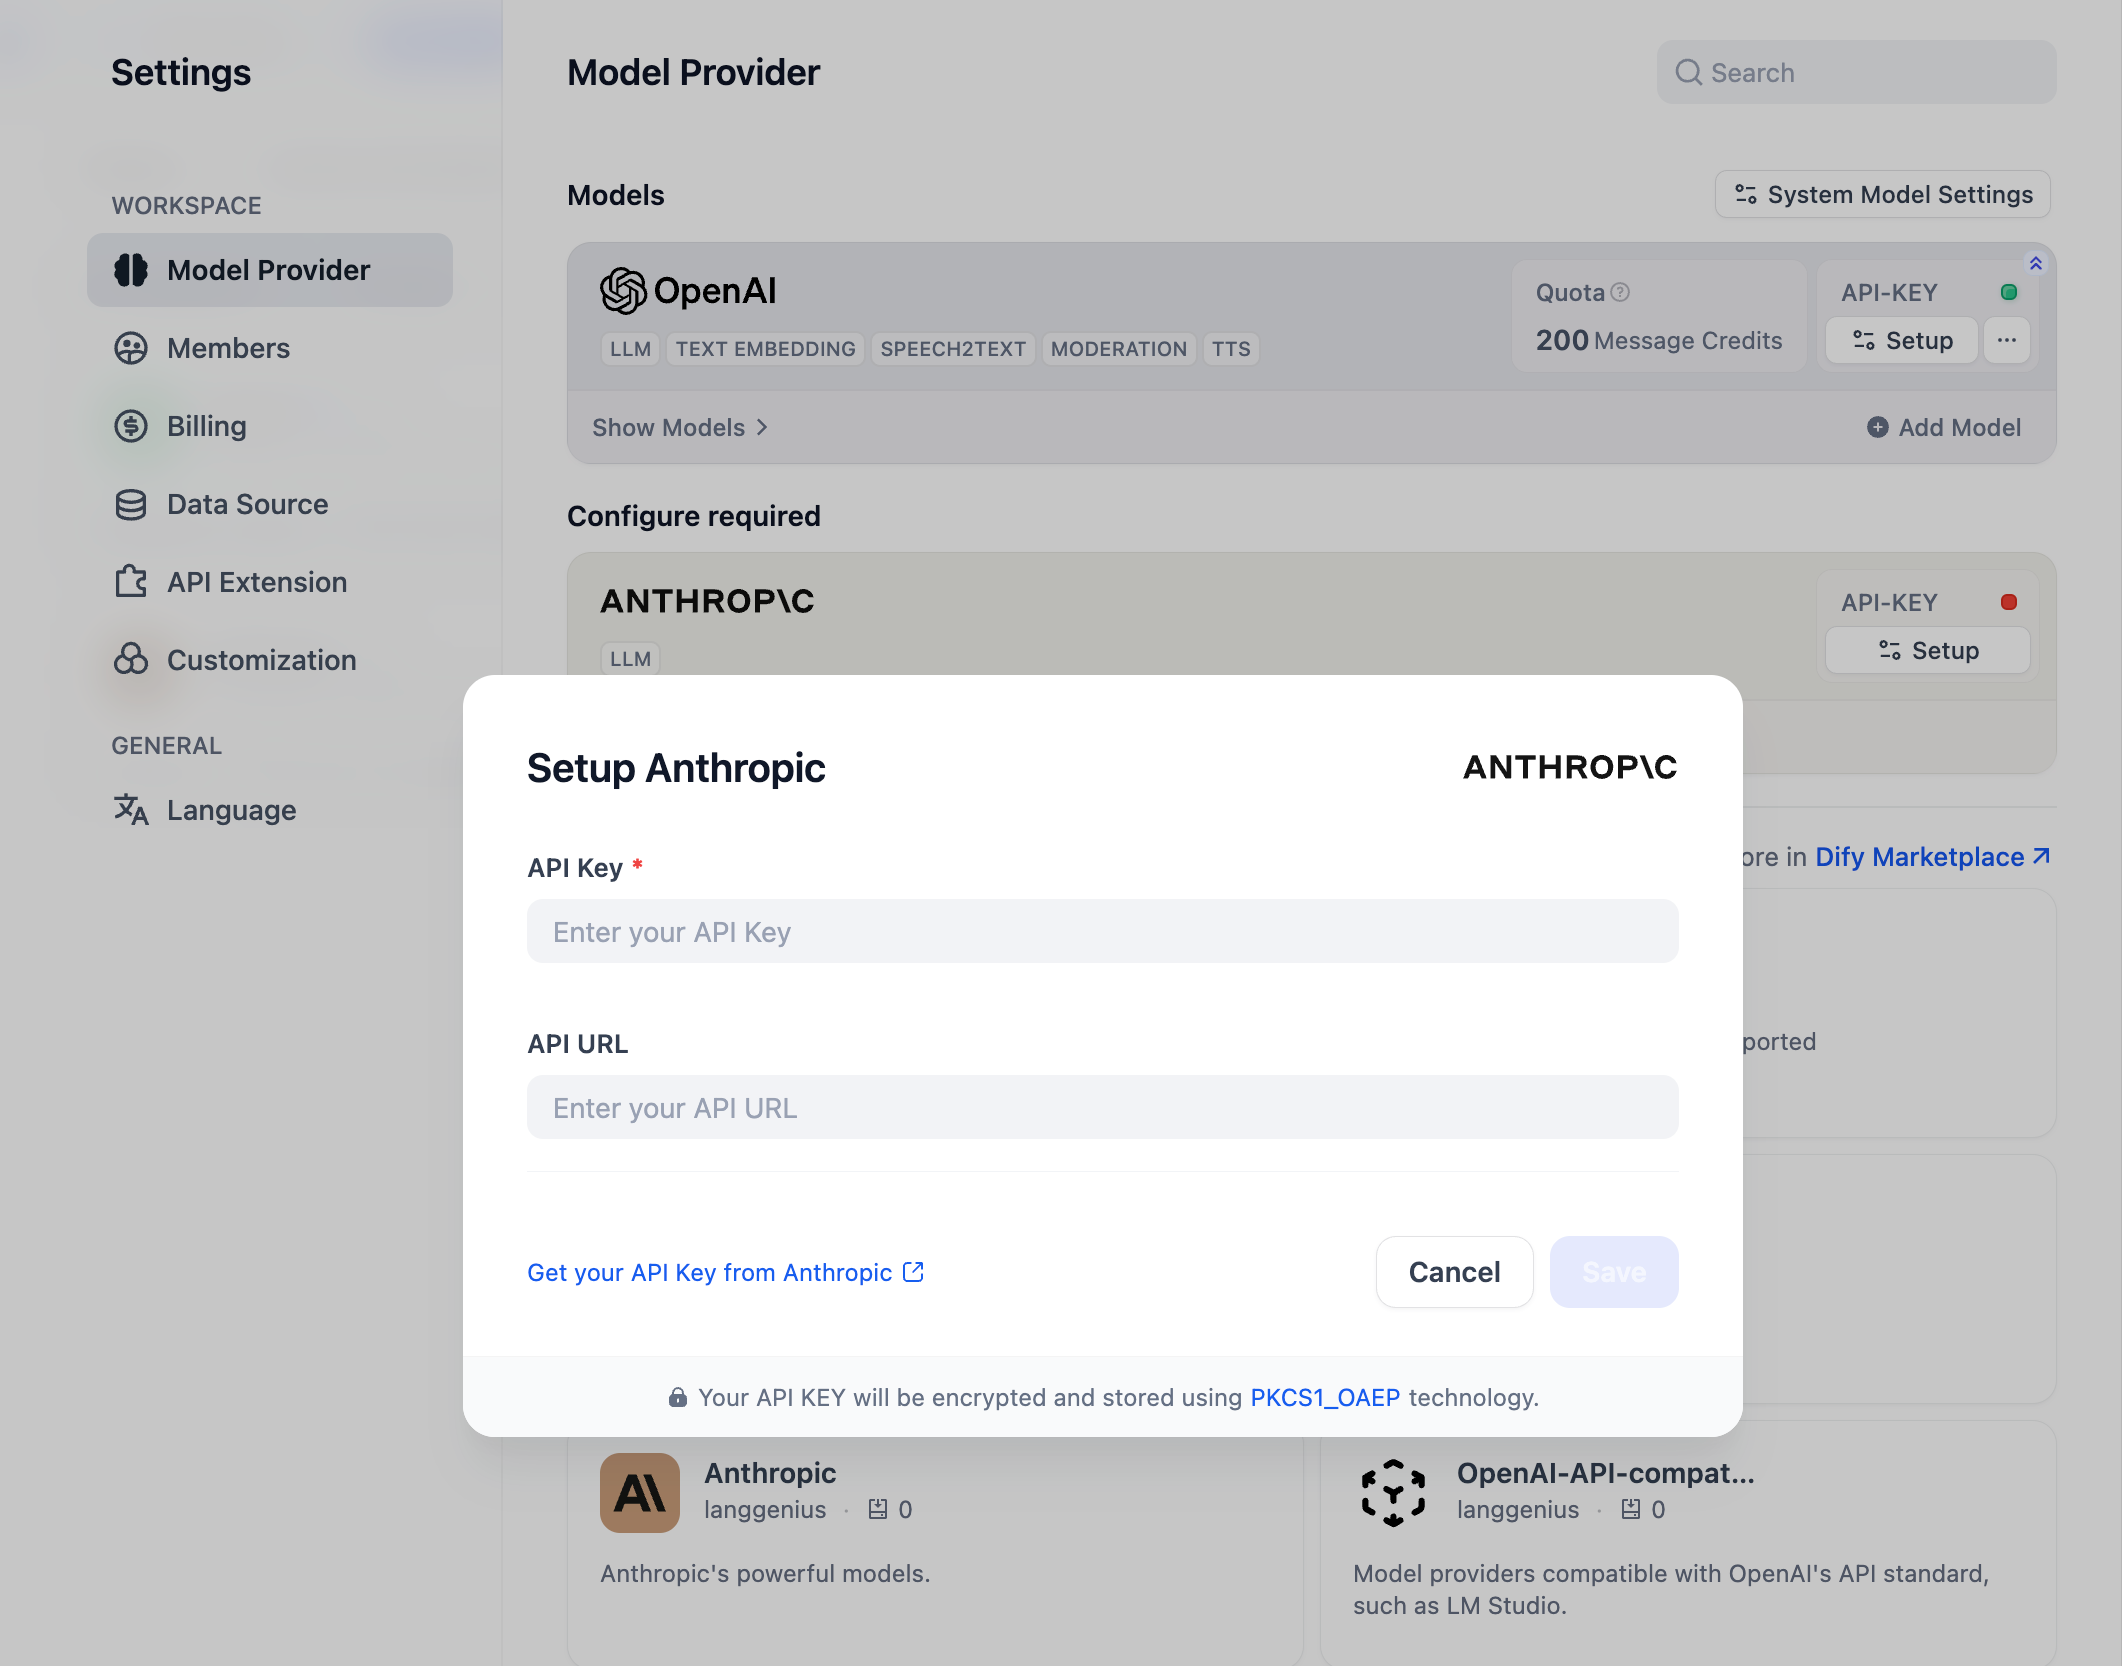 Settings
WORKSPACE
Model Provider
Members
Billing
Data Source
API Extension
Customization
GENERAL
Language
Model Provider
Search
Models
System Model Settings
OpenAI
LLM
TEXT EMBEDDING
SPEECH2TEXT
MODERATION
TTS
Quota
200 Message Credits
API-KEY
Setup
Show Models
Add Model
Configure required
ANTHROP\C
LLM
API-KEY
Setup
Setup Anthropic
ANTHROP\C
API Key *
Enter your API Key
API URL
Enter your API URL
Get your API Key from Anthropic
Cancel
Save
Your API KEY will be encrypted and stored using PKCS1_OAEP technology.
ore in Dify Marketplace
ported
Anthropic
langgenius · 0
Anthropic's powerful models.
OpenAI-API-compat...
langgenius · 0
Model providers compatible with OpenAI's API standard,
such as LM Studio.